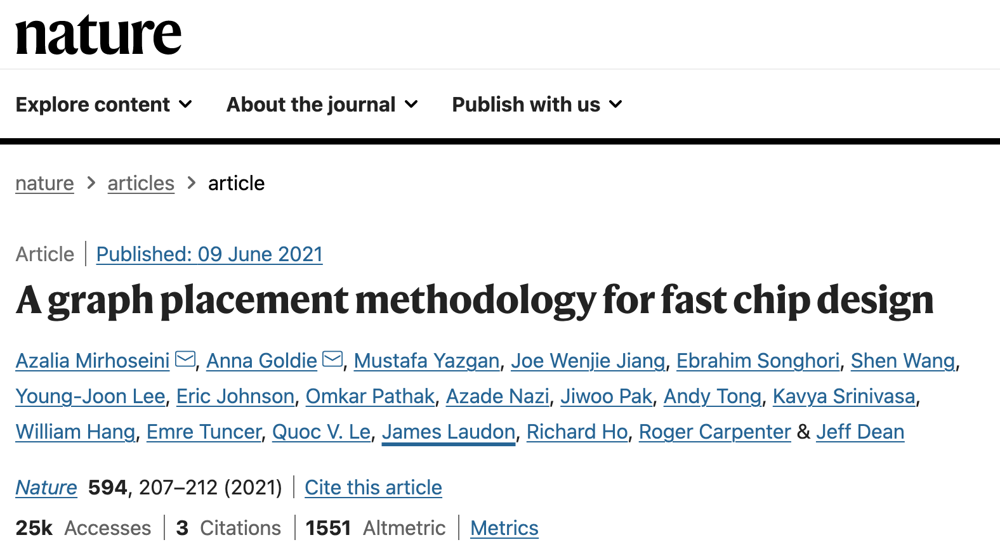 nature
Explore content About the journal Publish with us
nature > articles > article
Article | Published: 09 June 2021
A graph placement methodology for fast chip design
Azalia Mirhoseini, Anna Goldie, Mustafa Yazgan, Joe Wenjie Jiang, Ebrahim Songhori, Shen Wang,
Young-Joon Lee, Eric Johnson, Omkar Pathak, Azade Nazi, Jiwoo Pak, Andy Tong, Kavya Srinivasa,
William Hang, Emre Tuncer, Quoc V. Le, James Laudon, Richard Ho, Roger Carpenter & Jeff Dean
Nature 594, 207–212 (2021) | Cite this article
25k Accesses | 3 Citations | 1551 Altmetric | Metrics